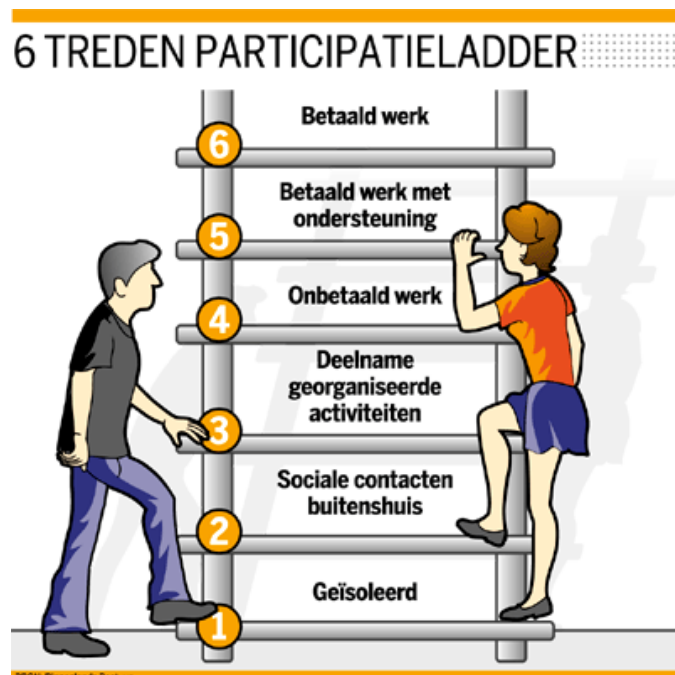 6 TREDEN PARTICIPATIELADDER
Betaald werk
6
Betaald werk met
ondersteuning
5
Onbetaald werk
4
Deelname
georganiseerde
activiteiten
3
Sociale contacten
buitenshuis
2
Geïsoleerd
1